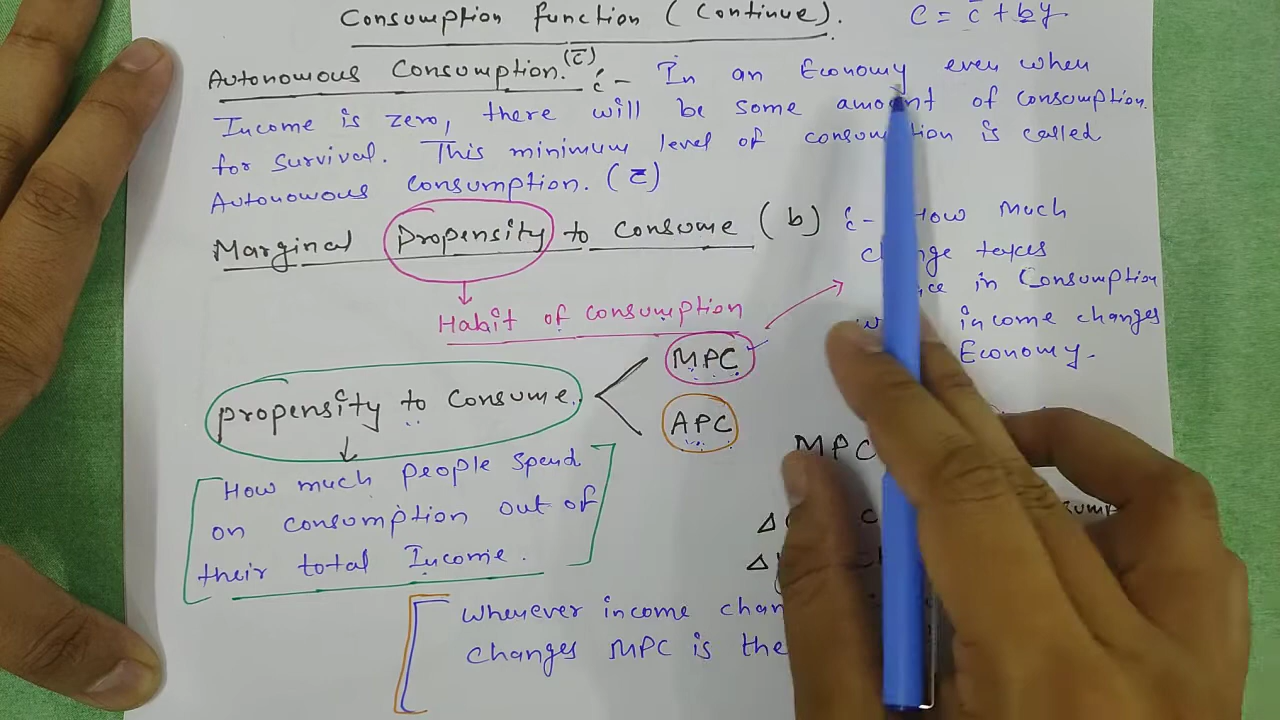 Consumption function (Continue).
C = c̄ + by
Autonomous Consumption. (c̄) :- In an Economy even when
Income is zero, there will be some amount of consumption.
for survival. This minimum level of consumption is called
Autonomous consumption. (c̄)
Marginal Propensity to Consume (b) :- How Much
change takes
in Consumption
income changes
Economy.
Habit of consumption
MPC
Propensity to Consume.
APC
MPC
How much people spend
on consumption out of
their total Income.
Δ
Δ
Whenever income
changes MPC is the